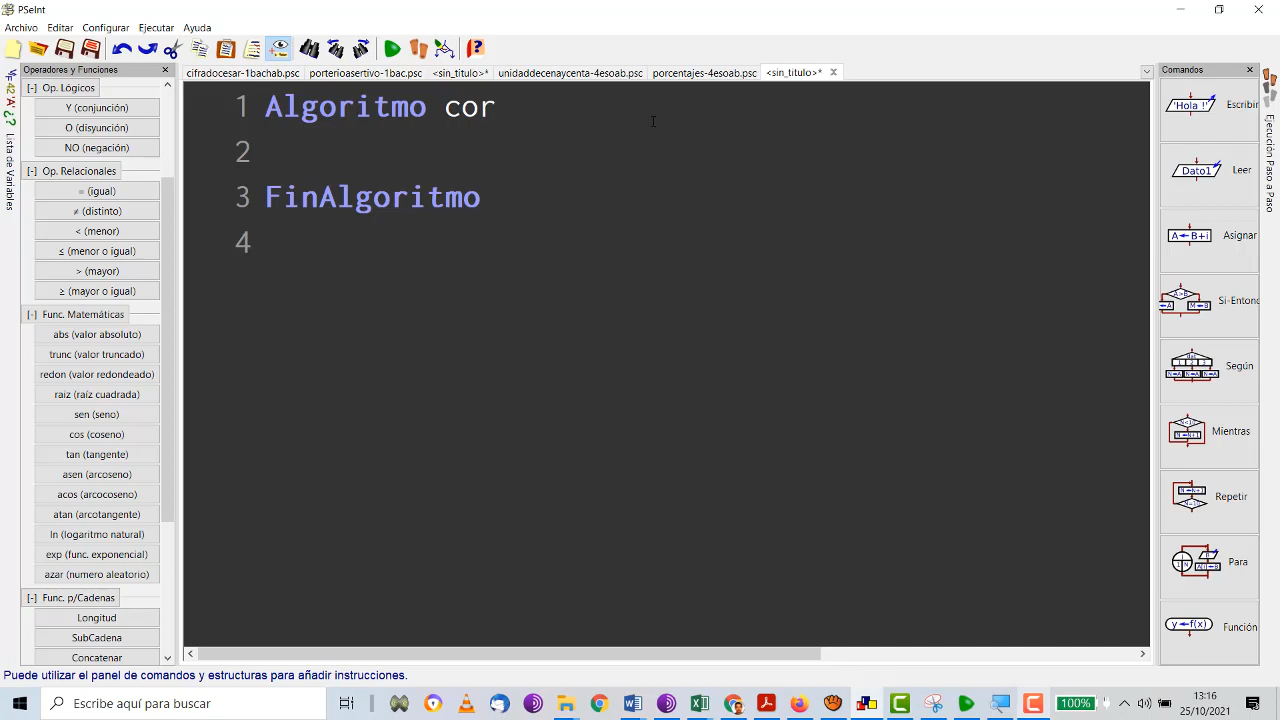 PSeInt
Archivo Editar Configurar Ejecutar Ayuda
Operadores y Funciones
cifradocesar-1bachab.psc porterioasertivo-1bac.psc <sin_titulo>* unidaddecenaycenta-4esoab.psc porcentajes-4esoab.psc <sin_titulo>*
Comandos
[-] Op. Lógicos
Y (conjunción)
O (disyunción)
NO (negación)
[-] Op. Relacionales
= (igual)
≠ (distinto)
< (menor)
≤ (menor o igual)
> (mayor)
≥ (mayor o igual)
[-] Func. Matemáticas
abs (valor absoluto)
trunc (valor truncado)
redon (valor redondeado)
raiz (raíz cuadrada)
sen (seno)
cos (coseno)
tan (tangente)
asen (arcoseno)
acos (arcocoseno)
atan (arcotangente)
ln (logaritmo natural)
exp (func. exponencial)
azar (numero aleatorio)
[-] Func. p/Cadenas
Longitud
SubCadena
Concatenar
Lista de Variables
1 Algoritmo cor
2
3 FinAlgoritmo
4
'Hola !' Escribir
Dato1 Leer
A B+i Asignar
Si-Entonc
Según
Mientras
Repetir
Para
y f(x) Función
Ejecución Paso a Paso
Puede utilizar el panel de comandos y estructuras para añadir instrucciones.
Escribe aquí para buscar
100%
13:16
25/10/2021